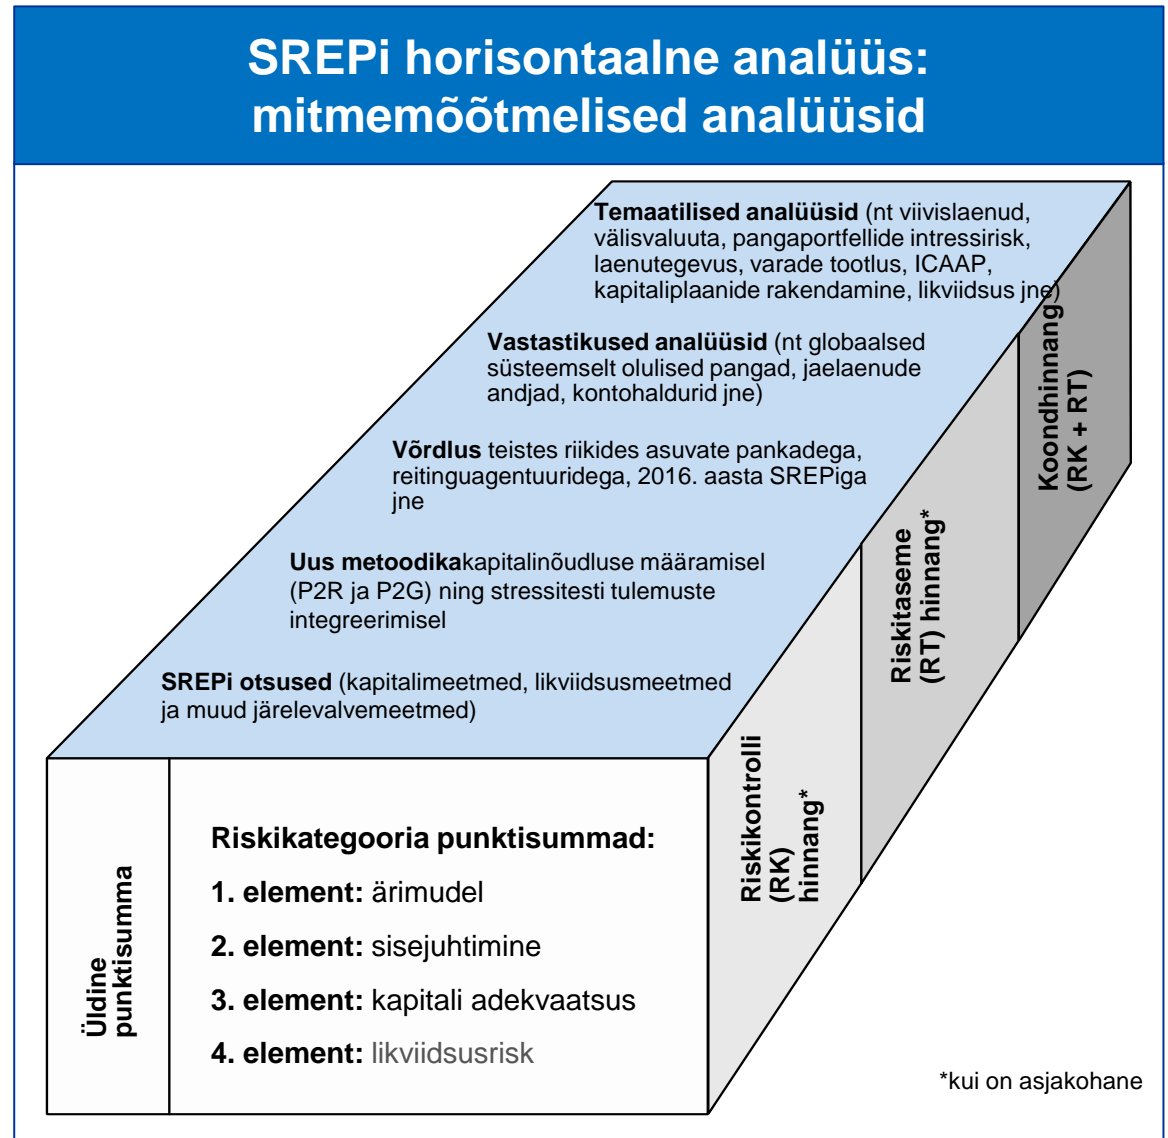 SREPi horisontaalne analüüs:
mitmemõõtmelised analüüsid
Temaatilised analüüsid (nt viivislaenud,
välisvaluuta, pangaportfellide intressirisk,
laenutegevus, varade tootlus, ICAAP,
kapitaliplaanide rakendamine, likviidsus jne)
Vastastikused analüüsid (nt globaalsed
süsteemselt olulised pangad, jaelaenude
andjad, kontohaldurid jne)
Võrdlus teistes riikides asuvate pankadega,
reitinguagentuuridega, 2016. aasta SREPiga
jne
Uus metoodikakapitalinõudluse määramisel
(P2R ja P2G) ning stressitesti tulemuste
integreerimisel
SREPi otsused (kapitalimeetmed, likviidsusmeetmed
ja muud järelevalvemeetmed)
Üldine
punktisumma
Riskikategooria punktisummad:
1. element: ärimudel
2. element: sisejuhtimine
3. element: kapitali adekvaatsus
4. element: likviidsusrisk
Riskikontrolli
(RK)
hinnang*
Riskitaseme
(RT) hinnang*
Koondhinnang
(RK + RT)
*kui on asjakohane